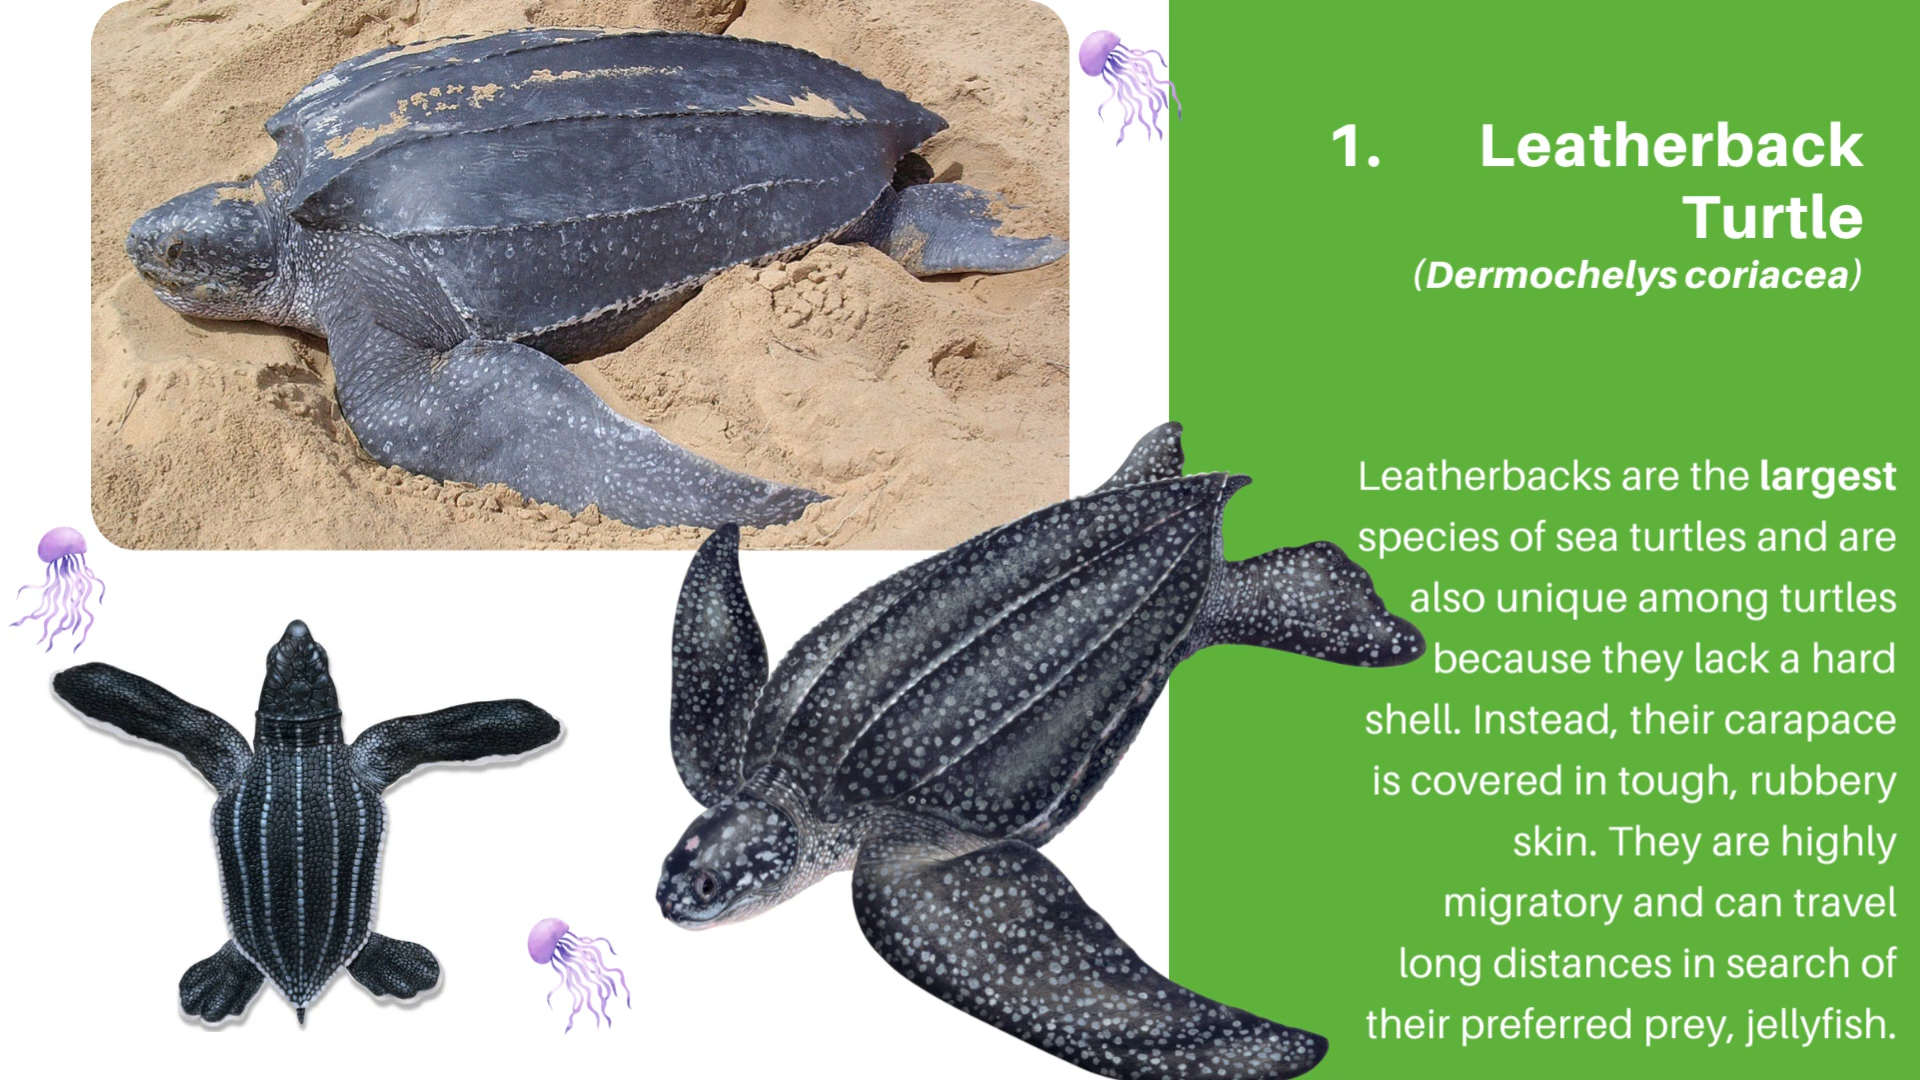 1. Leatherback
Turtle
(Dermochelys coriacea)
Leatherbacks are the largest
species of sea turtles and are
also unique among turtles
because they lack a hard
shell. Instead, their carapace
is covered in tough, rubbery
skin. They are highly
migratory and can travel
long distances in search of
their preferred prey, jellyfish.